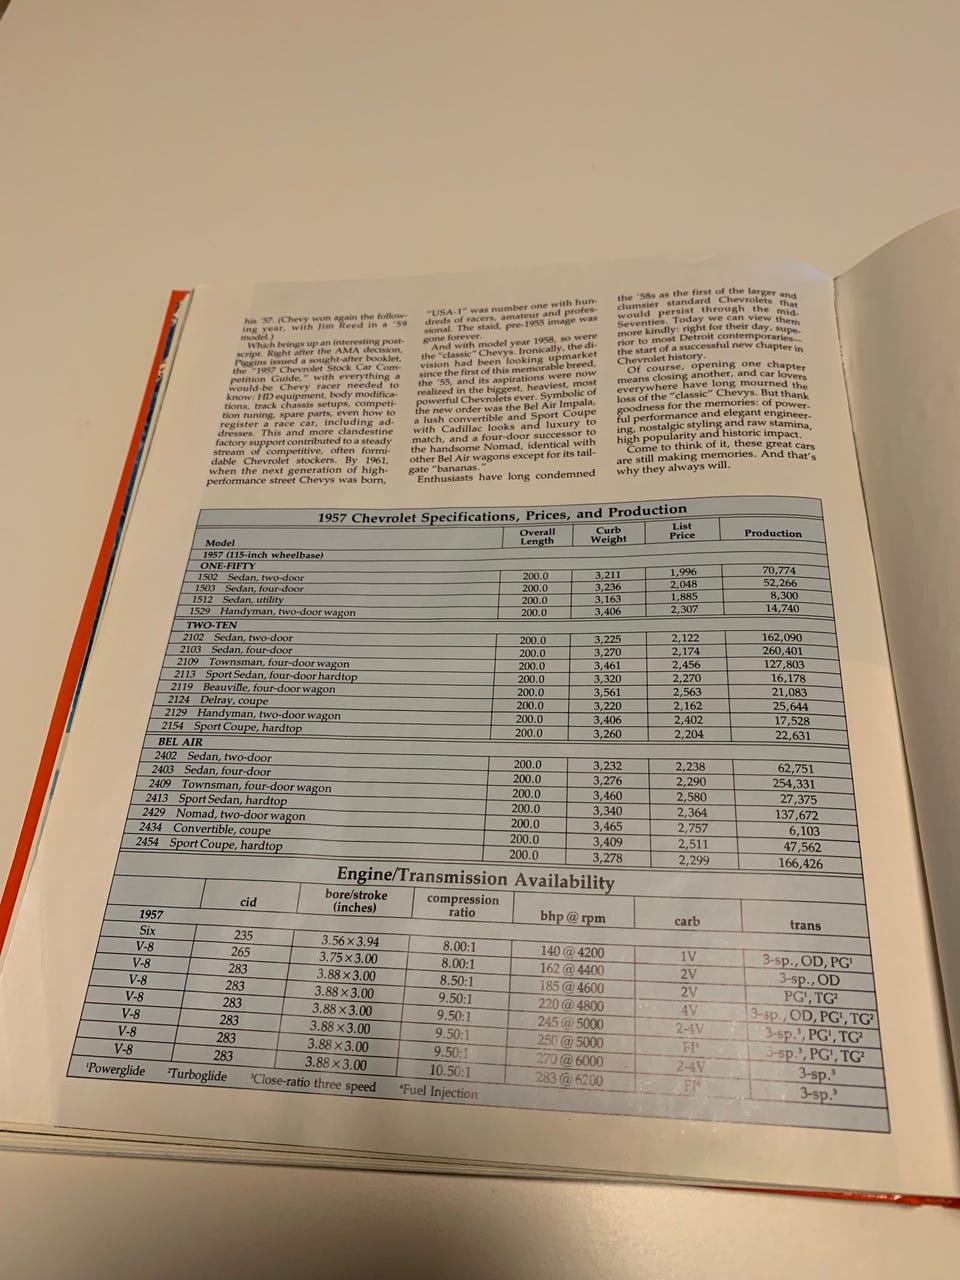 his '57. (Chevy won again the follow-
ing year, with Jim Reed in a '59
model.)
Which brings up an interesting post-
script. Right after the AMA decision,
Piggins issued a sought-after booklet,
the "1957 Chevrolet Stock Car Com-
petition Guide," with everything a
would-be Chevy racer needed to
know: HD equipment, body modifica-
tions, track chassis setups, competi-
tion tuning, spare parts, even how to
register a race car, including ad-
dresses. This and more clandestine
factory support contributed to a steady
stream of competitive, often formi-
dable Chevrolet stockers. By 1961,
when the next generation of high-
performance street Chevys was born,
"USA-1" was number one with hun-
dreds of racers, amateur and profes-
sional. The staid, pre-1955 image was
gone forever.
And with model year 1958, so were
the "classic" Chevys. Ironically, the di-
vision had been looking upmarket
since the first of this memorable breed,
the '55, and its aspirations were now
realized in the biggest, heaviest, most
powerful Chevrolets ever. Symbolic of
the new order was the Bel Air Impala,
a lush convertible and Sport Coupe
with Cadillac looks and luxury to
match, and a four-door successor to
the handsome Nomad, identical with
other Bel Air wagons except for its tail-
gate "bananas."
Enthusiasts have long condemned
the '58s as the first of the larger and
clumsier standard Chevrolets that
would persist through the mid-
Seventies. Today we can view them
more kindly: right for their day, supe-
rior to most Detroit contemporaries—
the start of a successful new chapter in
Chevrolet history.
Of course, opening one chapter
means closing another, and car lovers
everywhere have long mourned the
loss of the "classic" Chevys. But thank
goodness for the memories: of power-
ful performance and elegant engineer-
ing, nostalgic styling and raw stamina,
high popularity and historic impact.
Come to think of it, these great cars
are still making memories. And that's
why they always will.
1957 Chevrolet Specifications, Prices, and Production
Model Overall Length Curb Weight List Price Production
1957 (115-inch wheelbase)
ONE-FIFTY
1502 Sedan, two-door 200.0 3,211 1,996 70,774
1503 Sedan, four-door 200.0 3,236 2,048 52,266
1512 Sedan, utility 200.0 3,163 1,885 8,300
1529 Handyman, two-door wagon 200.0 3,406 2,307 14,740
TWO-TEN
2102 Sedan, two-door 200.0 3,225 2,122 162,090
2103 Sedan, four-door 200.0 3,270 2,174 260,401
2109 Townsman, four-door wagon 200.0 3,461 2,456 127,803
2113 Sport Sedan, four-door hardtop 200.0 3,320 2,270 16,178
2119 Beauville, four-door wagon 200.0 3,561 2,563 21,083
2124 Delray, coupe 200.0 3,220 2,162 25,644
2129 Handyman, two-door wagon 200.0 3,406 2,402 17,528
2154 Sport Coupe, hardtop 200.0 3,260 2,204 22,631
BEL AIR
2402 Sedan, two-door 200.0 3,232 2,238 62,751
2403 Sedan, four-door 200.0 3,276 2,290 254,331
2409 Townsman, four-door wagon 200.0 3,460 2,580 27,375
2413 Sport Sedan, hardtop 200.0 3,340 2,364 137,672
2429 Nomad, two-door wagon 200.0 3,465 2,757 6,103
2434 Convertible, coupe 200.0 3,409 2,511 47,562
2454 Sport Coupe, hardtop 200.0 3,278 2,299 166,426
Engine/Transmission Availability
1957 cid bore/stroke (inches) compression ratio bhp @ rpm carb trans
Six 235 3.56×3.94 8.00:1 140 @ 4200 1V 3-sp., OD, PG¹
V-8 265 3.75×3.00 8.00:1 162 @ 4400 2V 3-sp., OD
V-8 283 3.88×3.00 8.50:1 185 @ 4600 2V PG¹, TG²
V-8 283 3.88×3.00 9.50:1 220 @ 4800 4V 3-sp., OD, PG¹, TG²
V-8 283 3.88×3.00 9.50:1 245 @ 5000 2-4V 3-sp.³, PG¹, TG²
V-8 283 3.88×3.00 9.50:1 250 @ 5000 FI⁴ 3-sp.³, PG¹, TG²
V-8 283 3.88×3.00 9.50:1 270 @ 6000 2-4V 3-sp.³
V-8 283 3.88×3.00 10.50:1 283 @ 6200 FI⁴ 3-sp.³
¹Powerglide ²Turboglide ³Close-ratio three speed ⁴Fuel Injection